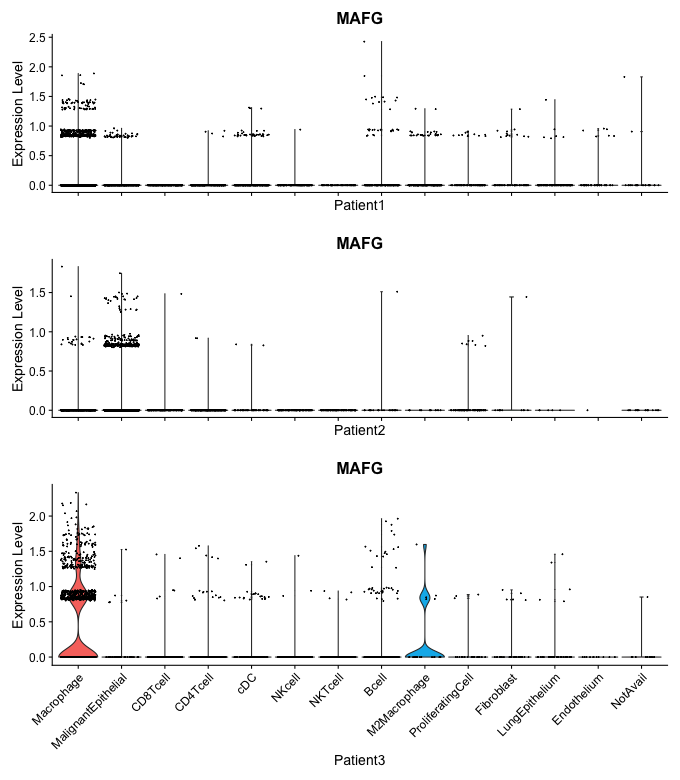 MAFG
Expression Level
2.5
2.0
1.5
1.0
0.5
0.0
Patient1
MAFG
Expression Level
1.5
1.0
0.5
0.0
Patient2
MAFG
Expression Level
2.0
1.5
1.0
0.5
0.0
Macrophage
MalignantEpithelial
CD8Tcell
CD4Tcell
cDC
NKcell
NKTcell
Bcell
M2Macrophage
ProliferatingCell
Fibroblast
LungEpithelium
Endothelium
NotAvail
Patient3